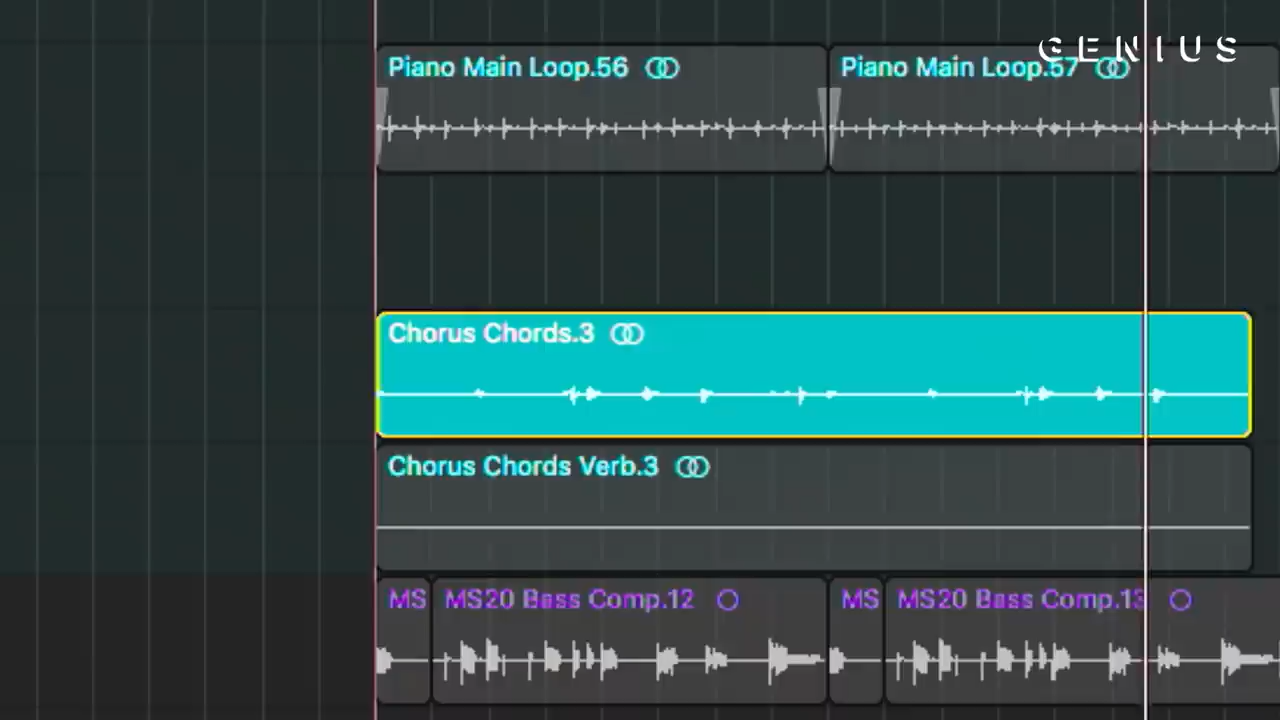 GENIUS
Piano Main Loop.56
Piano Main Loop.57
Chorus Chords.3
Chorus Chords Verb.3
MS
MS20 Bass Comp.12
MS
MS20 Bass Comp.13